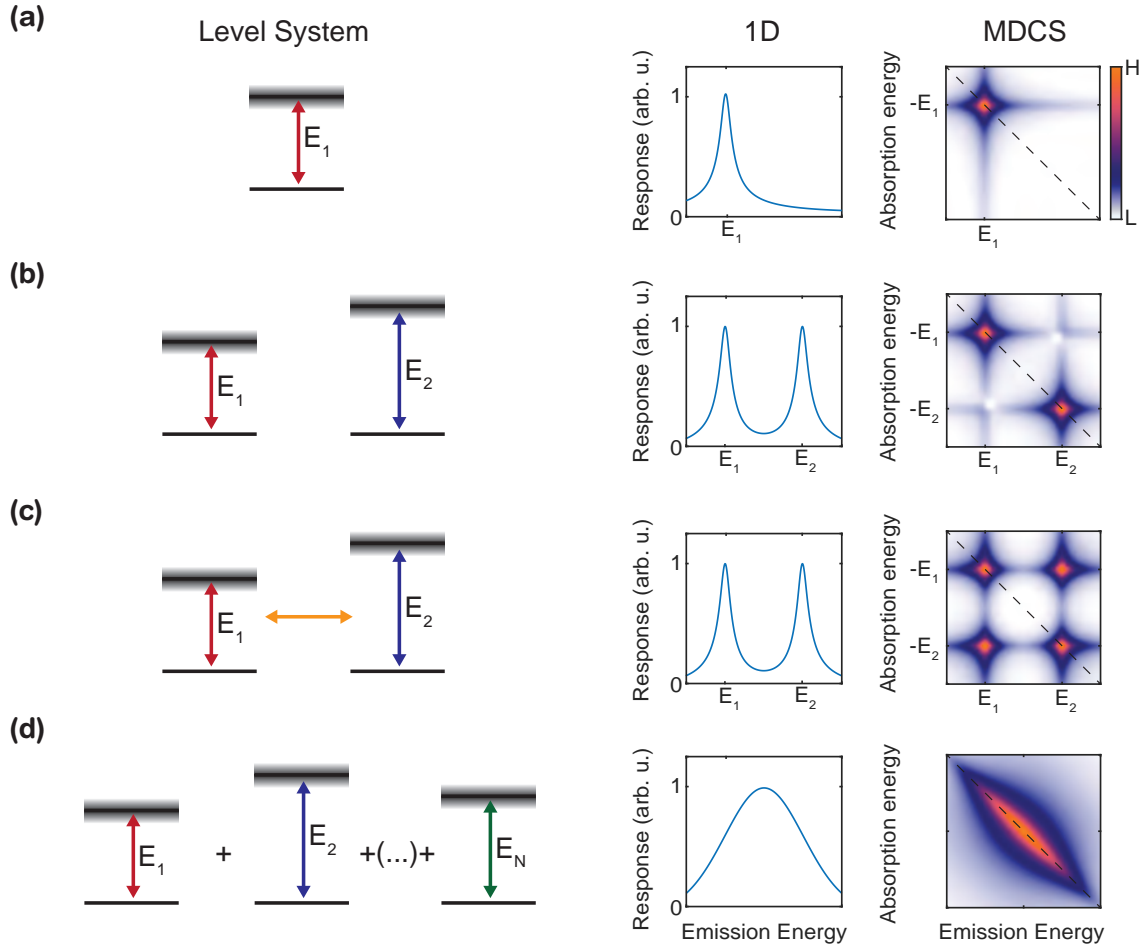 (a)
Level System
1D
MDCS
E1
Response (arb. u.)
1
0
E1
Absorption energy
-E1
E1
H
L
(b)
E1
E2
Response (arb. u.)
1
0
E1
E2
Absorption energy
-E1
-E2
E1
E2
(c)
E1
E2
Response (arb. u.)
1
0
E1
E2
Absorption energy
-E1
-E2
E1
E2
(d)
E1
+
E2
+(...)+
EN
Response (arb. u.)
1
0
Emission Energy
Absorption energy
Emission Energy